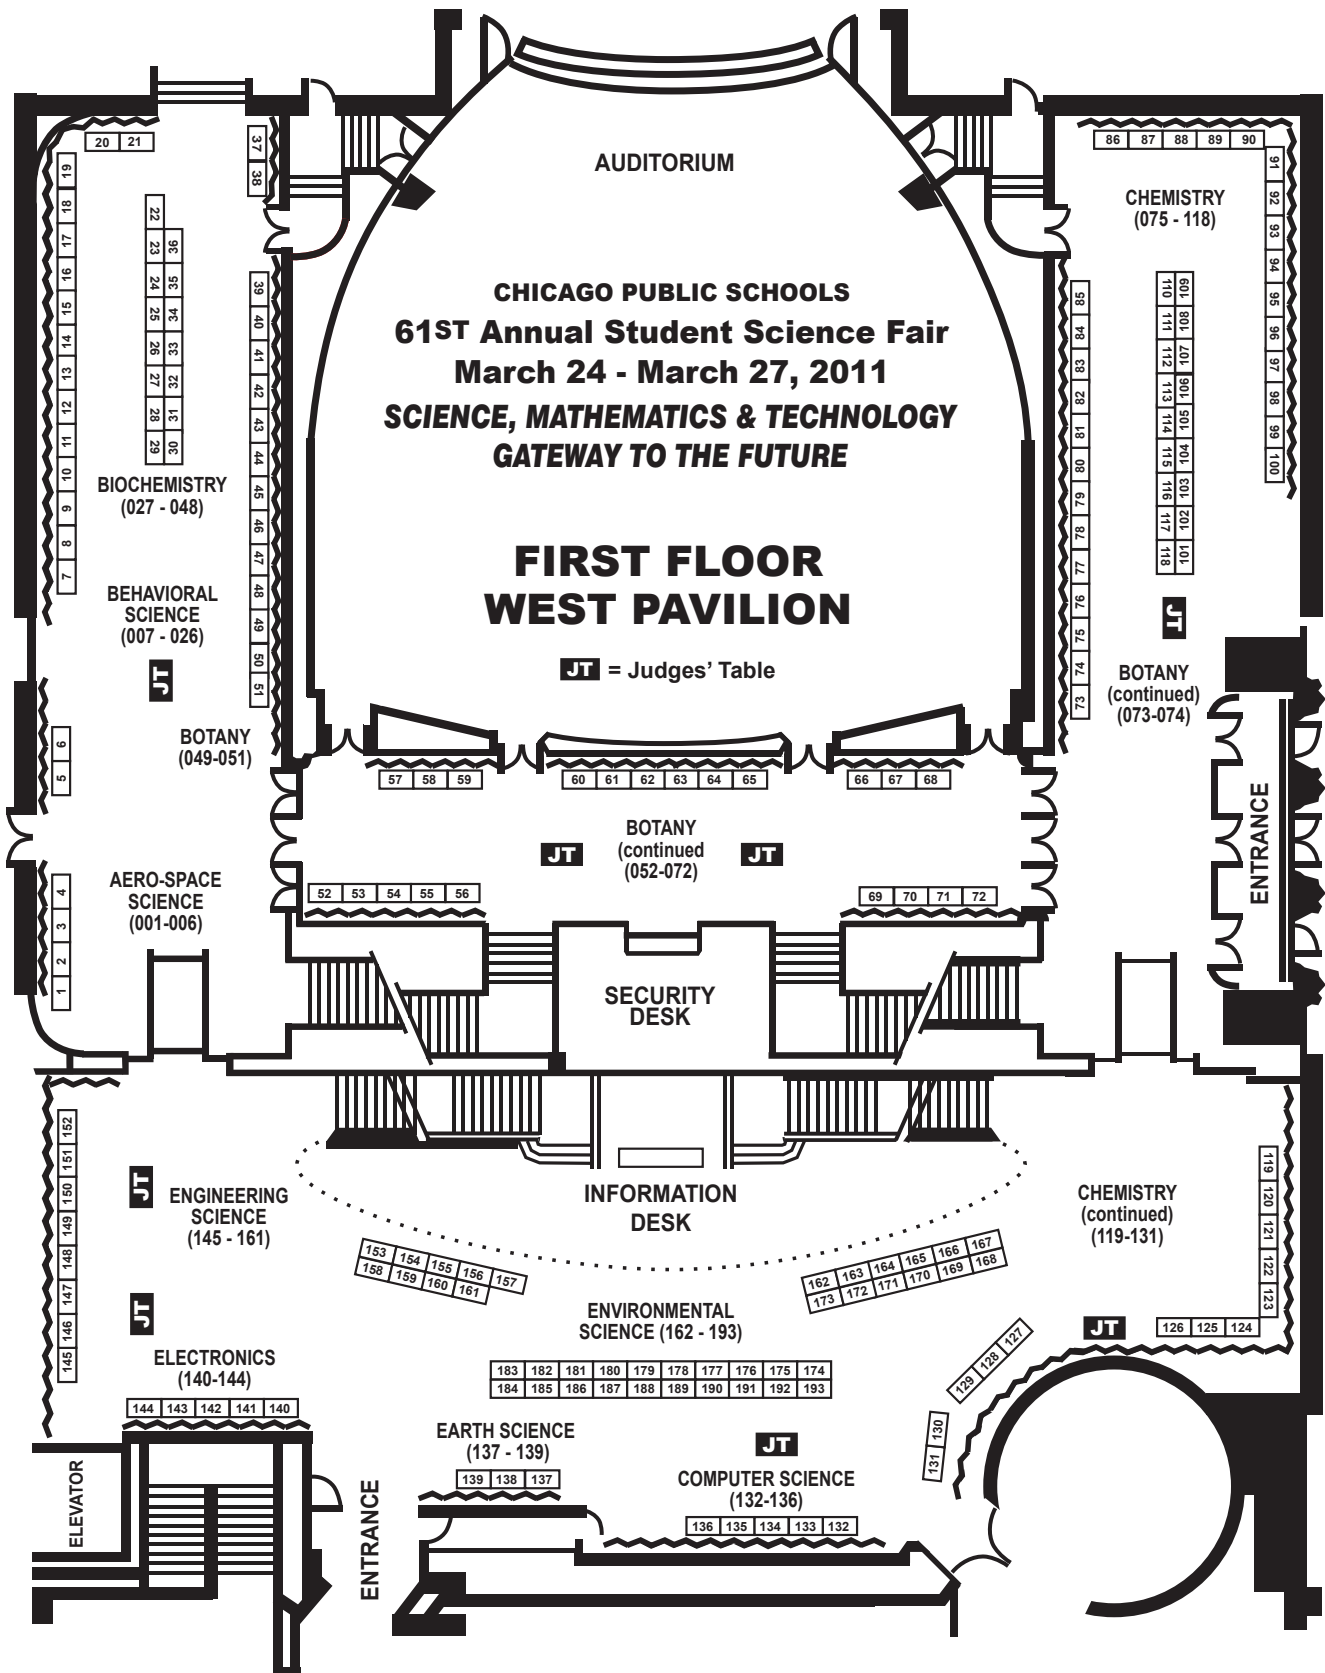 AUDITORIUM
CHICAGO PUBLIC SCHOOLS
61ST Annual Student Science Fair
March 24 - March 27, 2011
SCIENCE, MATHEMATICS & TECHNOLOGY
GATEWAY TO THE FUTURE
FIRST FLOOR
WEST PAVILION
JT = Judges' Table
20 21
37
38
19
18
17
16
15
14
13
12
11
10
9
8
7
22
23 36
24 35
25 34
26 33
27 32
28 31
29 30
BIOCHEMISTRY
(027 - 048)
BEHAVIORAL
SCIENCE
(007 - 026)
JT
39
40
41
42
43
44
45
46
47
48
49
50
51
BOTANY
(049-051)
6
5
AERO-SPACE
SCIENCE
(001-006)
4
3
2
1
86 87 88 89 90
91
92
93
94
95
96
97
98
99
100
CHEMISTRY
(075 - 118)
110 109
111 108
112 107
113 106
114 105
115 104
116 103
117 102
118 101
85
84
83
82
81
80
79
78
77
76
75
74
73
JT
BOTANY
(continued)
(073-074)
ENTRANCE
57 58 59
60 61 62 63 64 65
66 67 68
BOTANY
(continued
(052-072)
JT
JT
52 53 54 55 56
69 70 71 72
SECURITY
DESK
INFORMATION
DESK
152
151
150
149
148
147
146
145
JT
ENGINEERING
SCIENCE
(145 - 161)
JT
ELECTRONICS
(140-144)
144 143 142 141 140
153 154 155 156 157
158 159 160 161
162 163 164 165 166 167
173 172 171 170 169 168
ENVIRONMENTAL
SCIENCE (162 - 193)
183 182 181 180 179 178 177 176 175 174
184 185 186 187 188 189 190 191 192 193
CHEMISTRY
(continued)
(119-131)
119
120
121
122
123
JT
126 125 124
129 128 127
131 130
EARTH SCIENCE
(137 - 139)
139 138 137
JT
COMPUTER SCIENCE
(132-136)
136 135 134 133 132
ELEVATOR
ENTRANCE